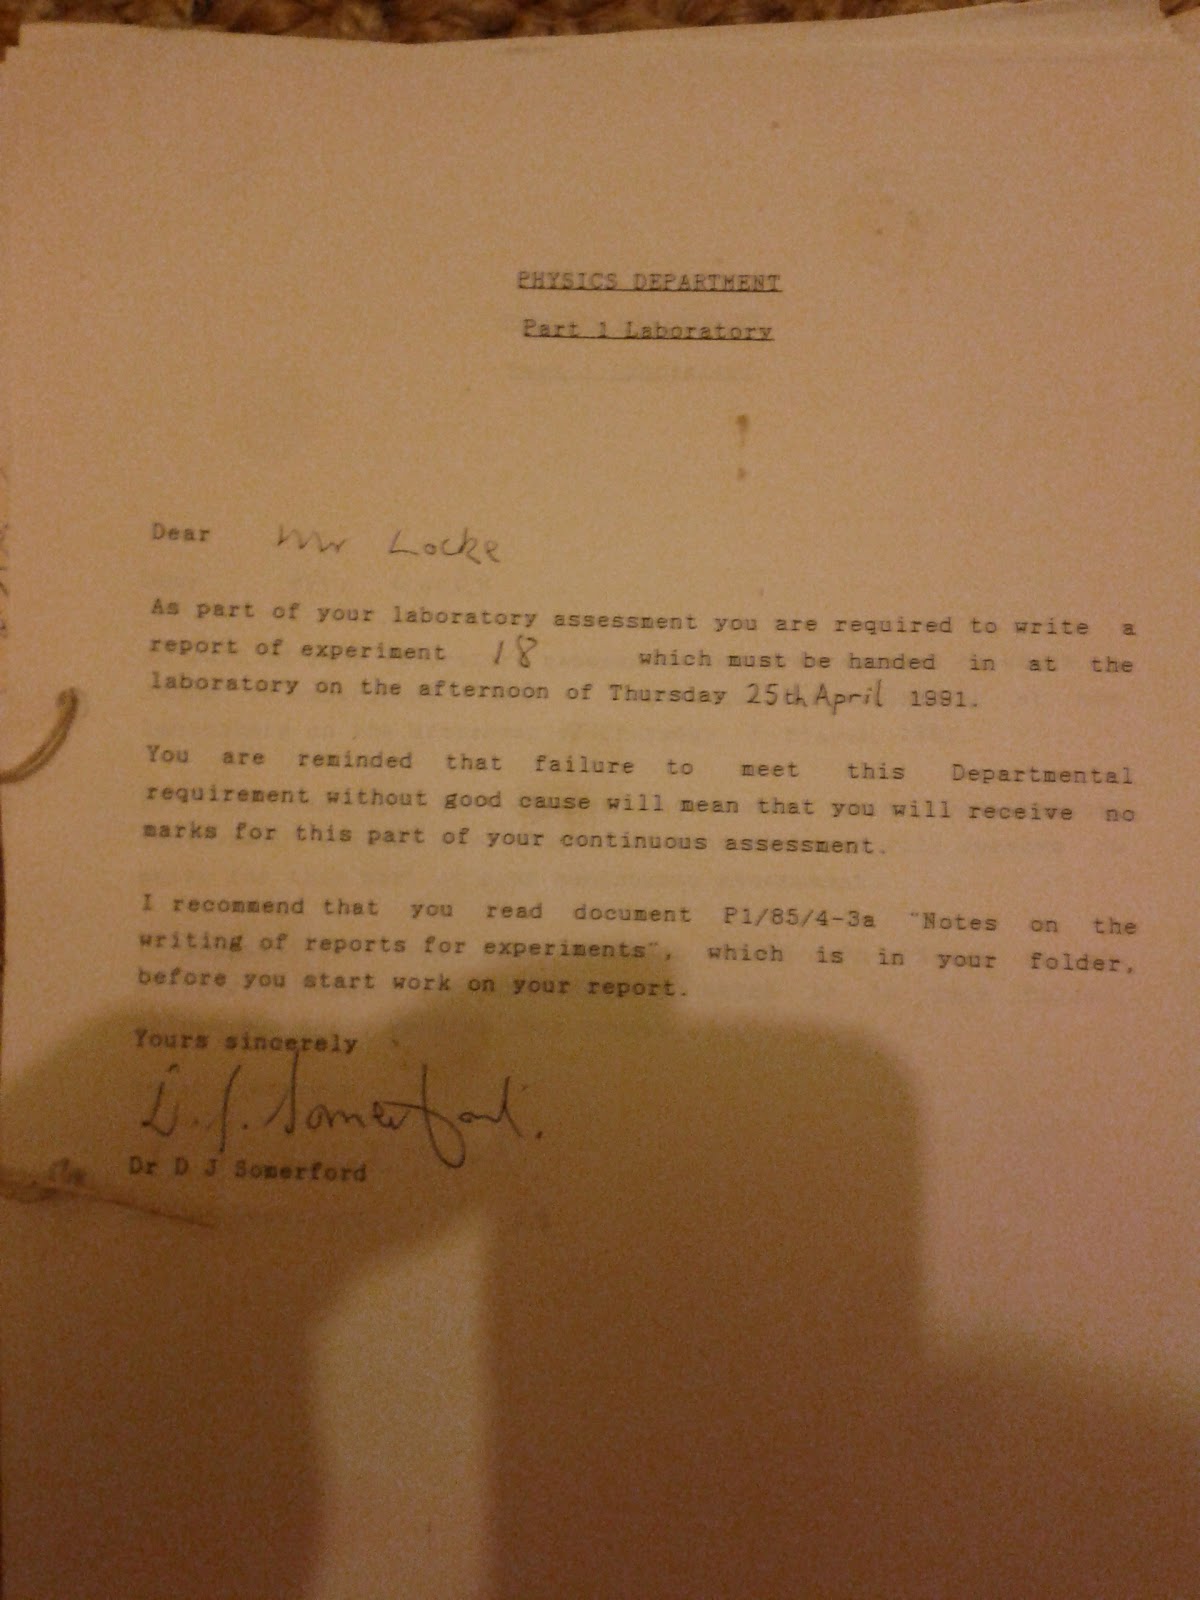 PHYSICS DEPARTMENT
Part 1 Laboratory
Dear Mr Locke
As part of your laboratory assessment you are required to write a
report of experiment 18 which must be handed in at the
laboratory on the afternoon of Thursday 25th April 1991.
You are reminded that failure to meet this Departmental
requirement without good cause will mean that you will receive no
marks for this part of your continuous assessment.
I recommend that you read document P1/85/4-3a "Notes on the
writing of reports for experiments", which is in your folder,
before you start work on your report.
Yours sincerely
D. J. Somerford.
Dr D J Somerford